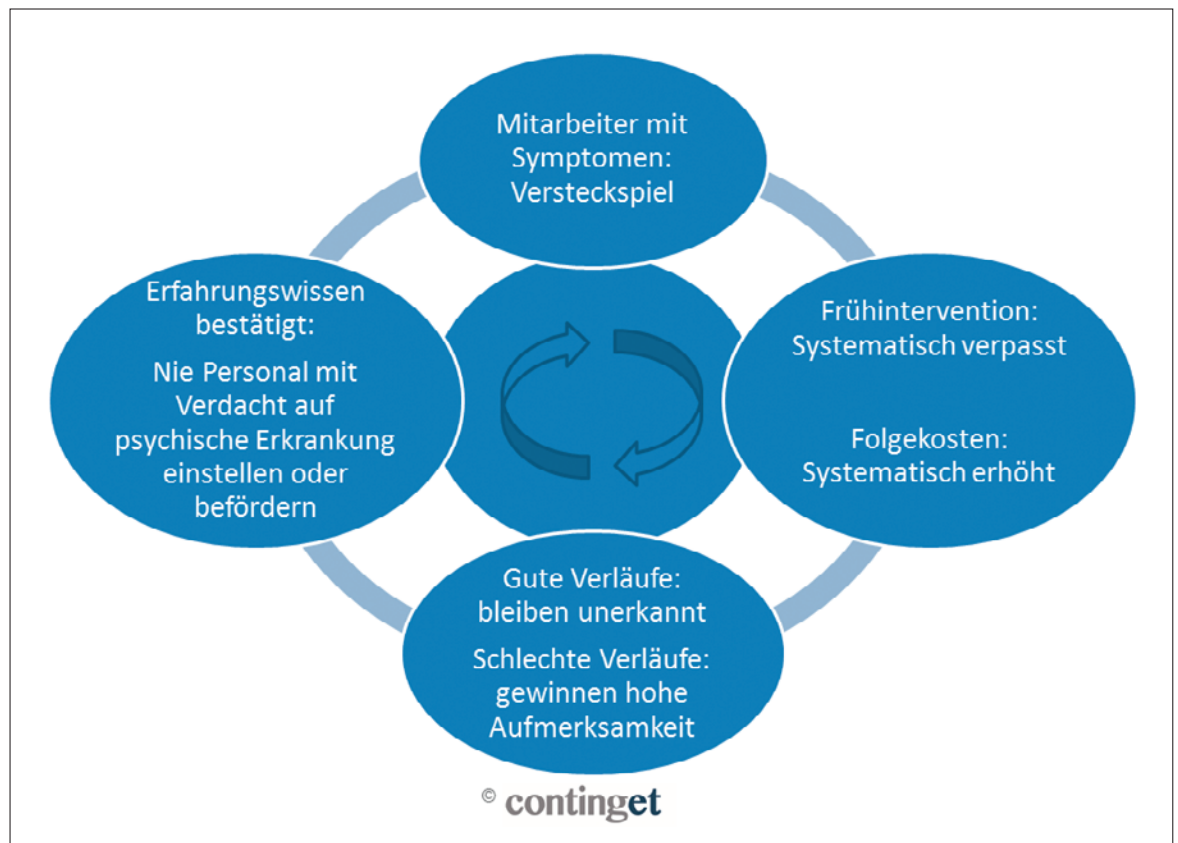 Mitarbeiter mit
Symptomen:
Versteckspiel
Frühintervention:
Systematisch verpasst
Folgekosten:
Systematisch erhöht
Gute Verläufe:
bleiben unerkannt
Schlechte Verläufe:
gewinnen hohe
Aufmerksamkeit
Erfahrungswissen
bestätigt:
Nie Personal mit
Verdacht auf
psychische Erkrankung
einstellen oder
befördern
© continget